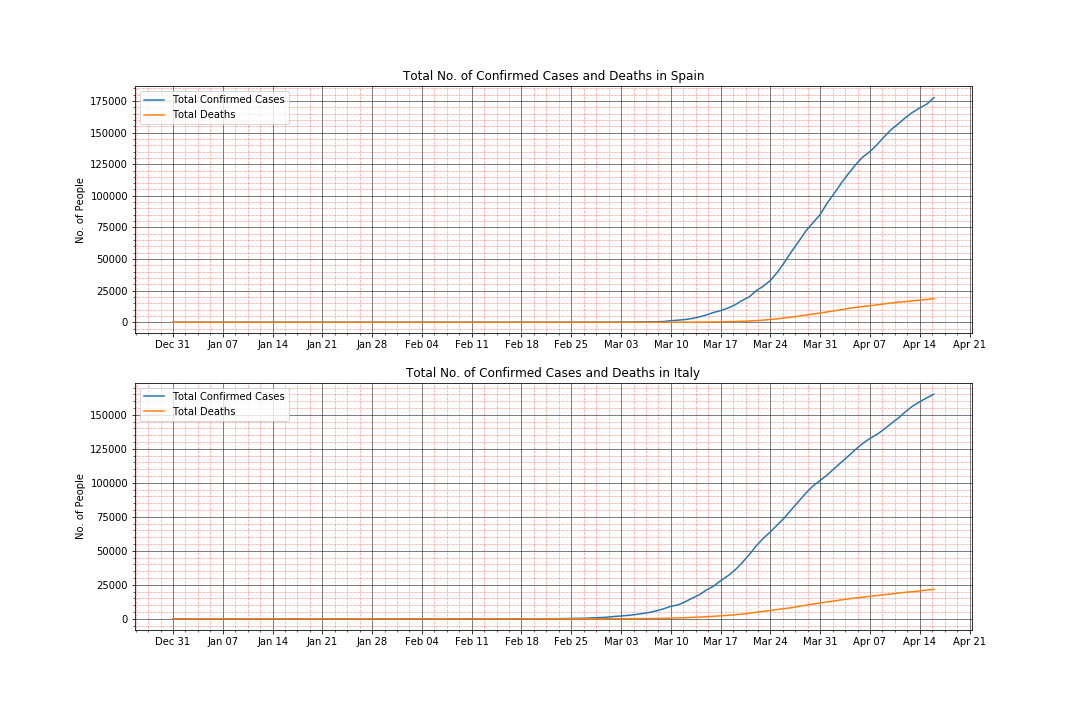 Total No. of Confirmed Cases and Deaths in Spain
Total Confirmed Cases
Total Deaths
No. of People
175000
150000
125000
100000
75000
50000
25000
0
Dec 31 Jan 07 Jan 14 Jan 21 Jan 28 Feb 04 Feb 11 Feb 18 Feb 25 Mar 03 Mar 10 Mar 17 Mar 24 Mar 31 Apr 07 Apr 14 Apr 21
Total No. of Confirmed Cases and Deaths in Italy
Total Confirmed Cases
Total Deaths
No. of People
150000
125000
100000
75000
50000
25000
0
Dec 31 Jan 07 Jan 14 Jan 21 Jan 28 Feb 04 Feb 11 Feb 18 Feb 25 Mar 03 Mar 10 Mar 17 Mar 24 Mar 31 Apr 07 Apr 14 Apr 21